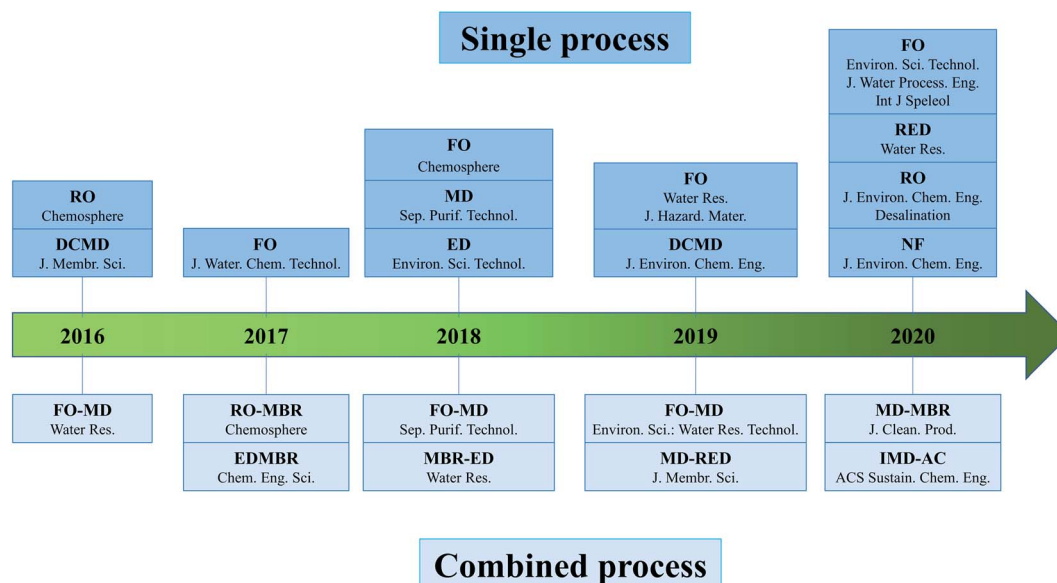 Single process
RO
Chemosphere
DCMD
J. Membr. Sci.
FO
J. Water. Chem. Technol.
FO
Chemosphere
MD
Sep. Purif. Technol.
ED
Environ. Sci. Technol.
FO
Water Res.
J. Hazard. Mater.
DCMD
J. Environ. Chem. Eng.
FO
Environ. Sci. Technol.
J. Water Process. Eng.
Int J Speleol
RED
Water Res.
RO
J. Environ. Chem. Eng.
Desalination
NF
J. Environ. Chem. Eng.
2016 2017 2018 2019 2020
FO-MD
Water Res.
RO-MBR
Chemosphere
EDMBR
Chem. Eng. Sci.
FO-MD
Sep. Purif. Technol.
MBR-ED
Water Res.
FO-MD
Environ. Sci.: Water Res. Technol.
MD-RED
J. Membr. Sci.
MD-MBR
J. Clean. Prod.
IMD-AC
ACS Sustain. Chem. Eng.
Combined process